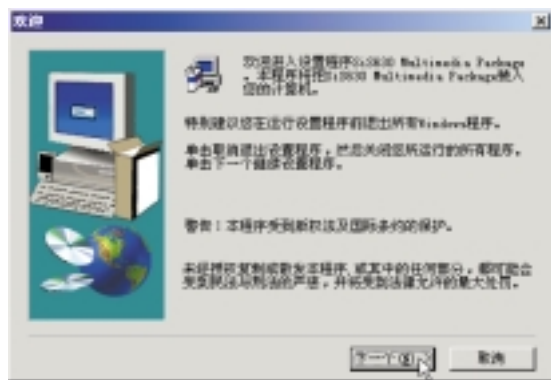 欢迎
欢迎进入设置程序SiS630 Multimedia Package
。本程序将把SiS630 Multimedia Package装入
您的计算机。
特别建议您在运行设置程序前退出所有Windows程序。
单击取消退出设置程序，然后关闭您所运行的所有程序。
单击下一个继续设置程序。
警告：本程序受到版权法及国际条约的保护。
未经授权复制或散发本程序 或其中的任何部分，都可能会
受到民法与刑法的严惩，并将受到法律允许的最大处罚。
下一个
取消